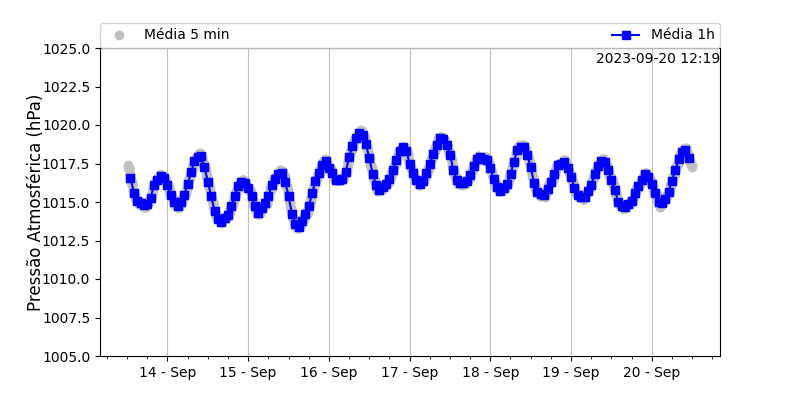 Média 5 min
Média 1h
2023-09-20 12:19
Pressão Atmosférica (hPa)
1025.0
1022.5
1020.0
1017.5
1015.0
1012.5
1010.0
1007.5
1005.0
14 - Sep
15 - Sep
16 - Sep
17 - Sep
18 - Sep
19 - Sep
20 - Sep